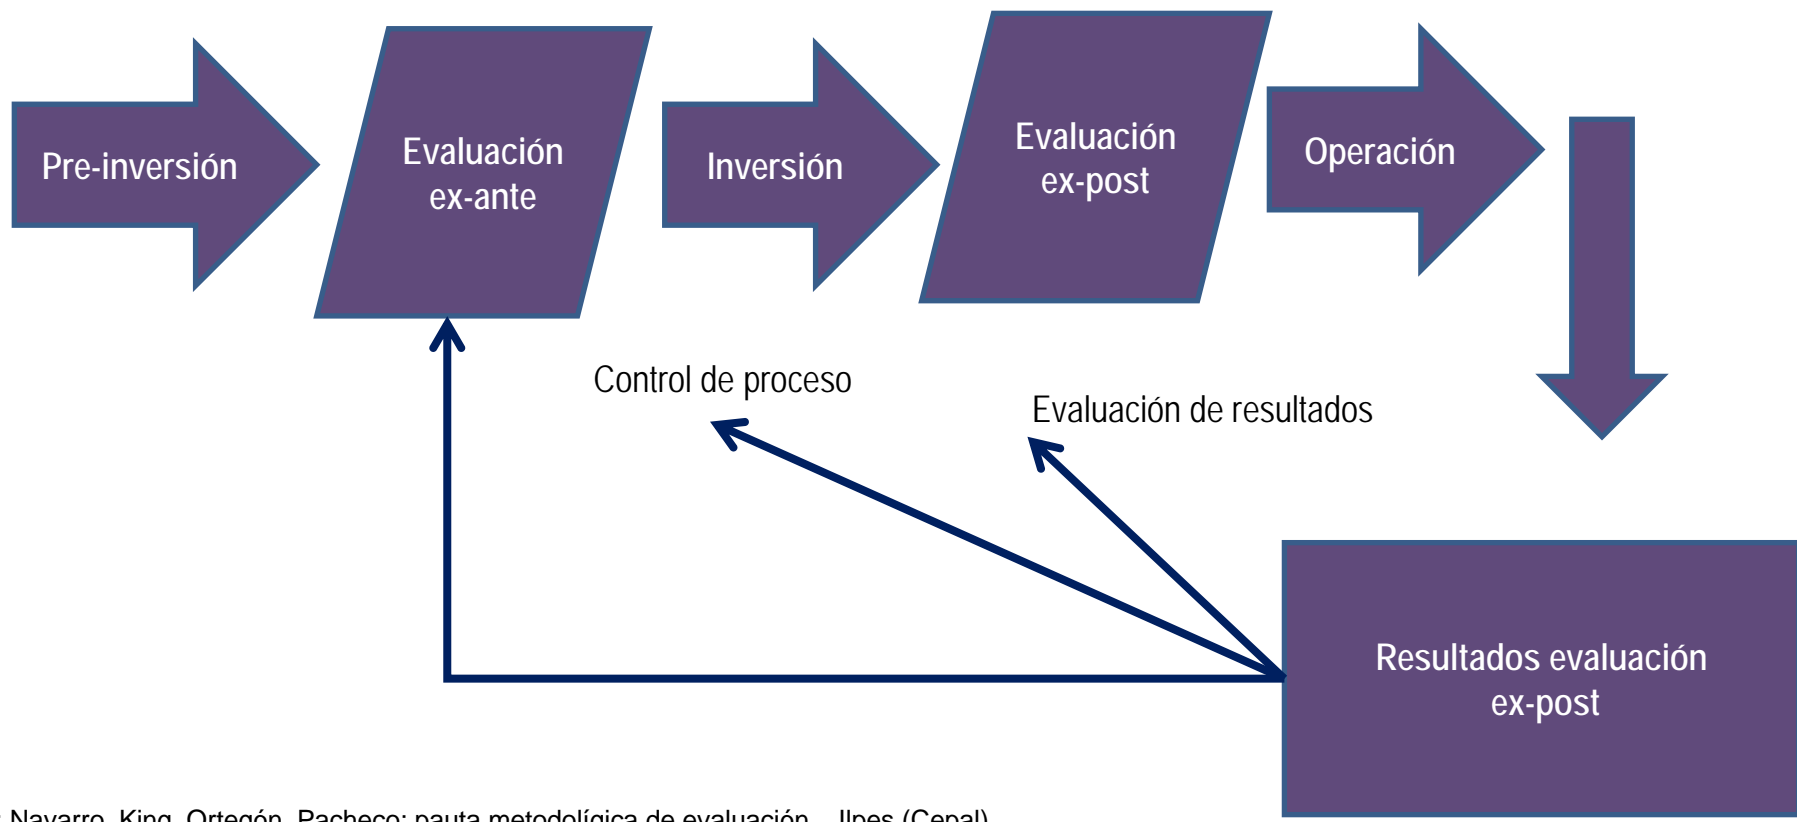 Pre-inversión
Evaluación
ex-ante
Inversión
Evaluación
ex-post
Operación
Control de proceso
Evaluación de resultados
Resultados evaluación
ex-post
: Navarro, King, Ortegón, Pacheco; pauta metodolígica de evaluación. Ilpes (Cepal)